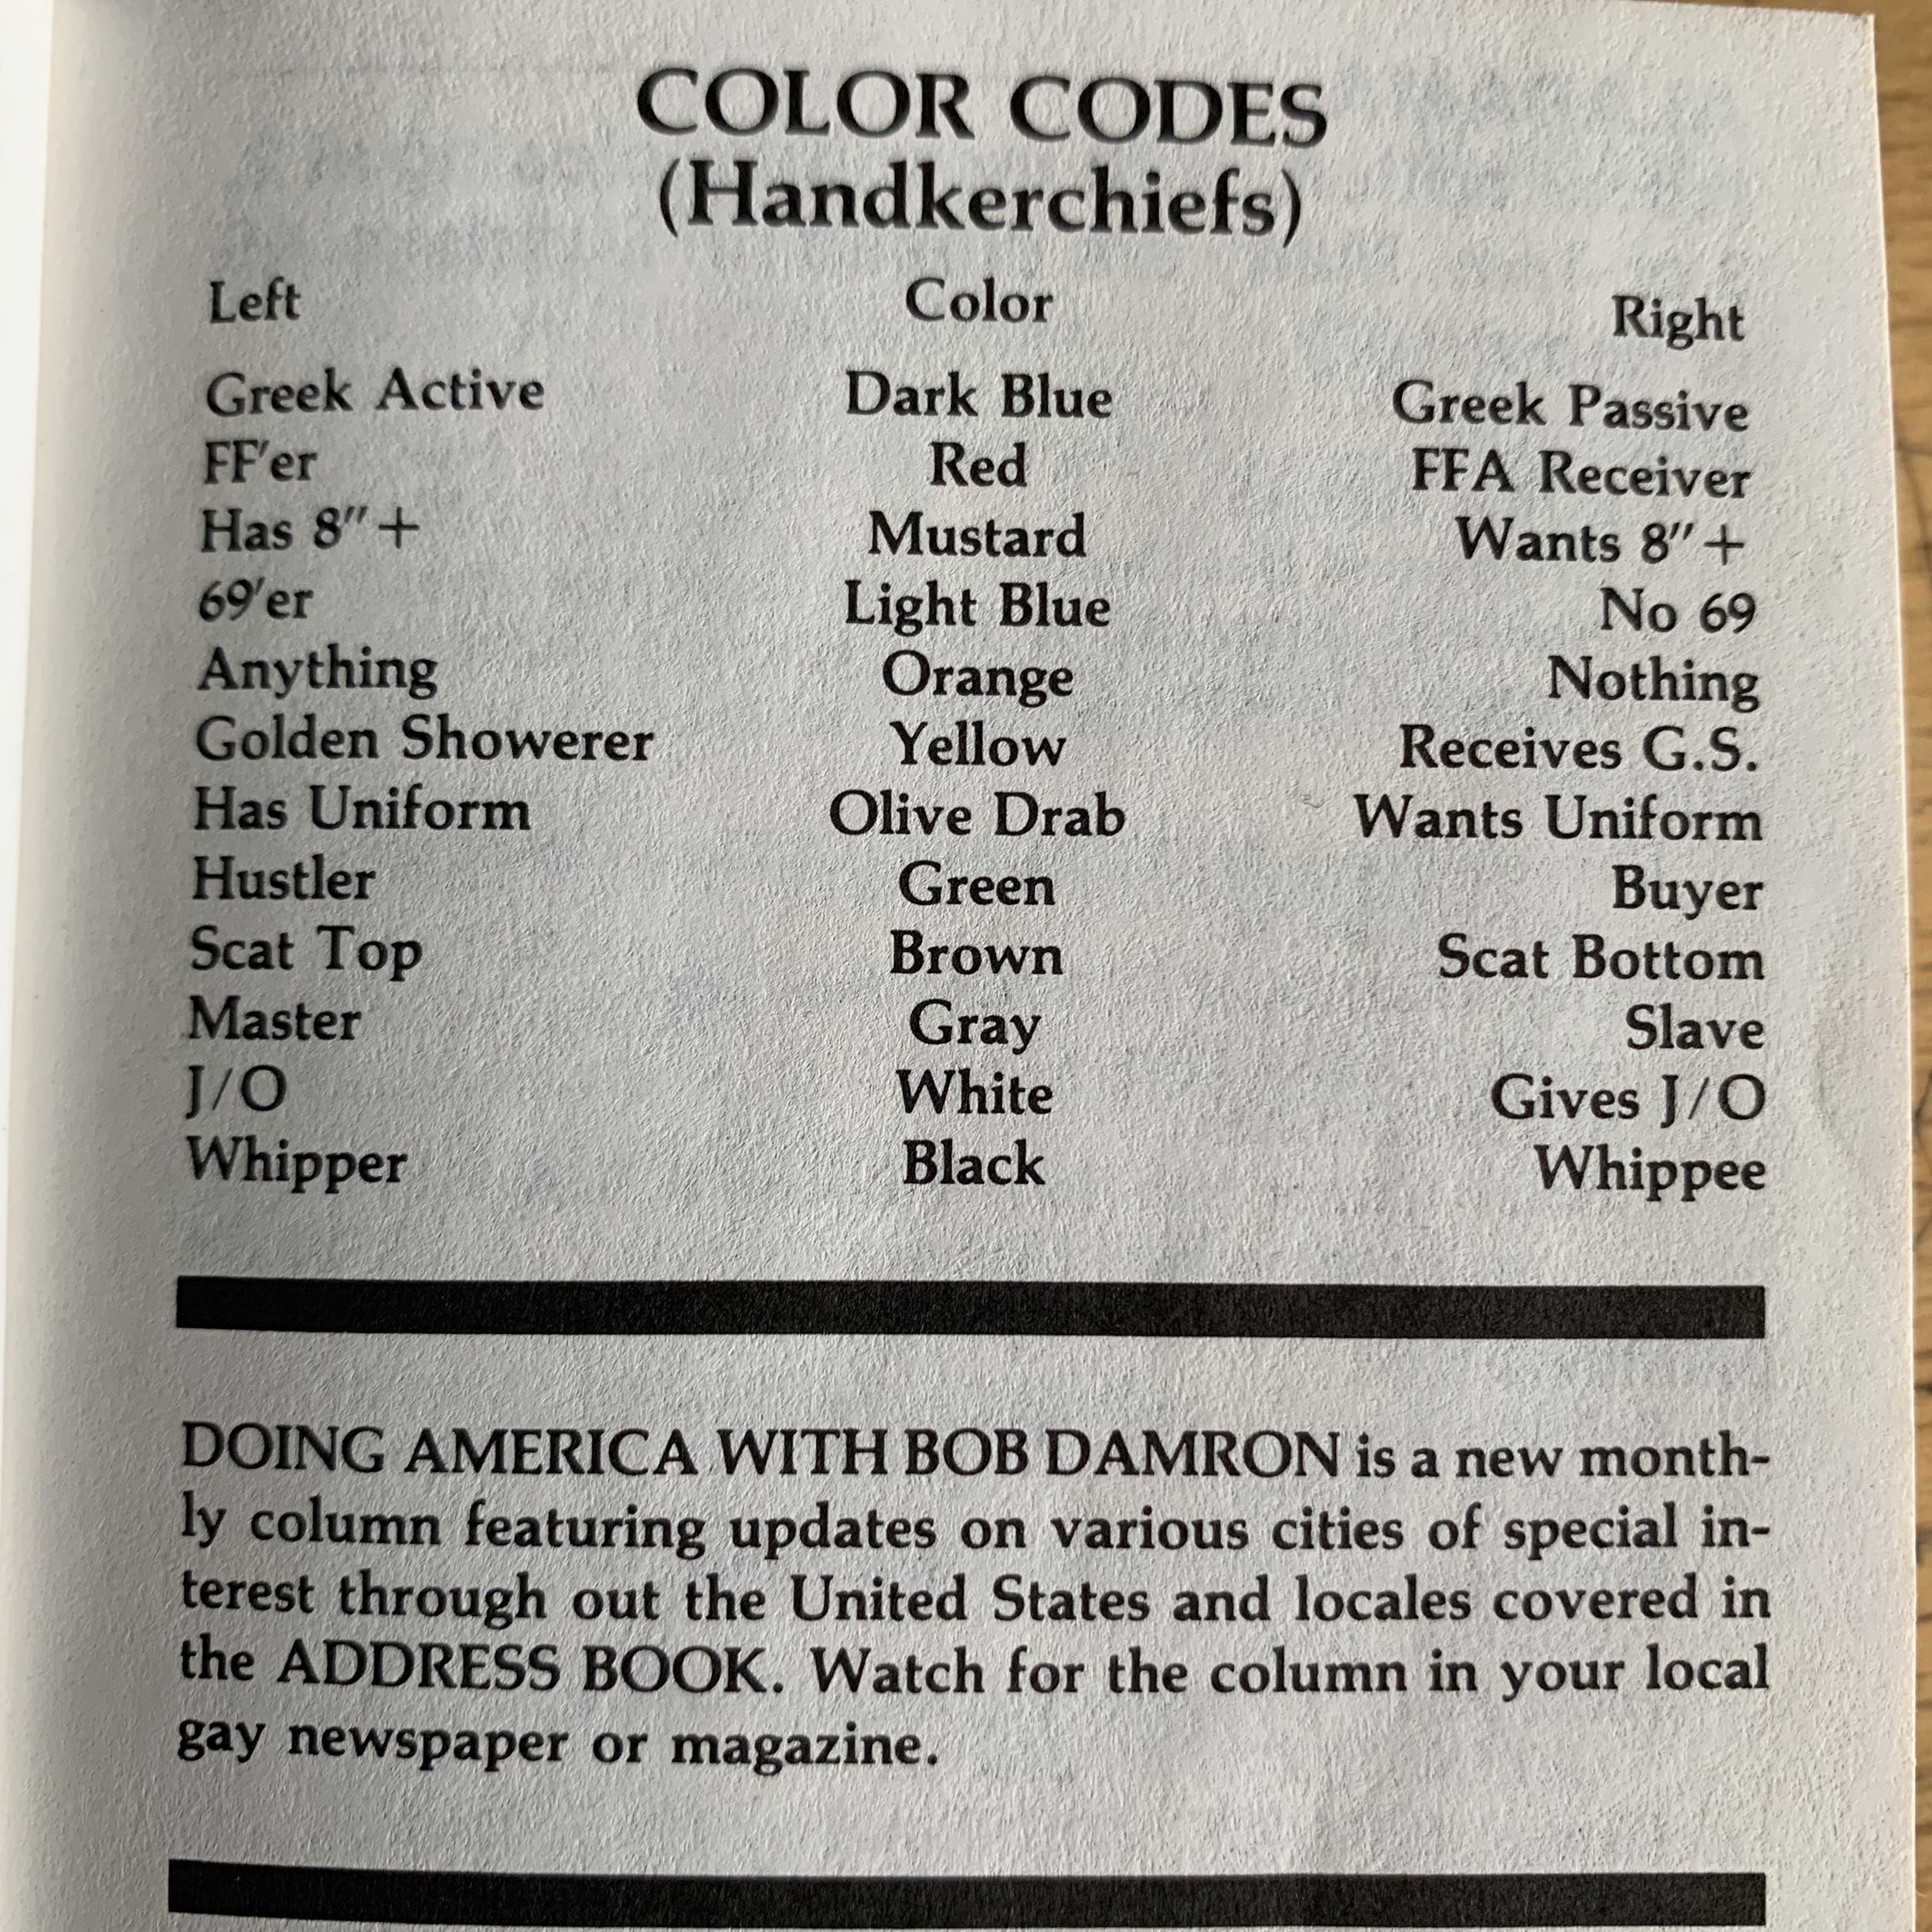 COLOR CODES
(Handkerchiefs)
Left Color Right
Greek Active Dark Blue Greek Passive
FF'er Red FFA Receiver
Has 8"+ Mustard Wants 8"+
69'er Light Blue No 69
Anything Orange Nothing
Golden Showerer Yellow Receives G.S.
Has Uniform Olive Drab Wants Uniform
Hustler Green Buyer
Scat Top Brown Scat Bottom
Master Gray Slave
J/O White Gives J/O
Whipper Black Whippee
DOING AMERICA WITH BOB DAMRON is a new month-
ly column featuring updates on various cities of special in-
terest through out the United States and locales covered in
the ADDRESS BOOK. Watch for the column in your local
gay newspaper or magazine.